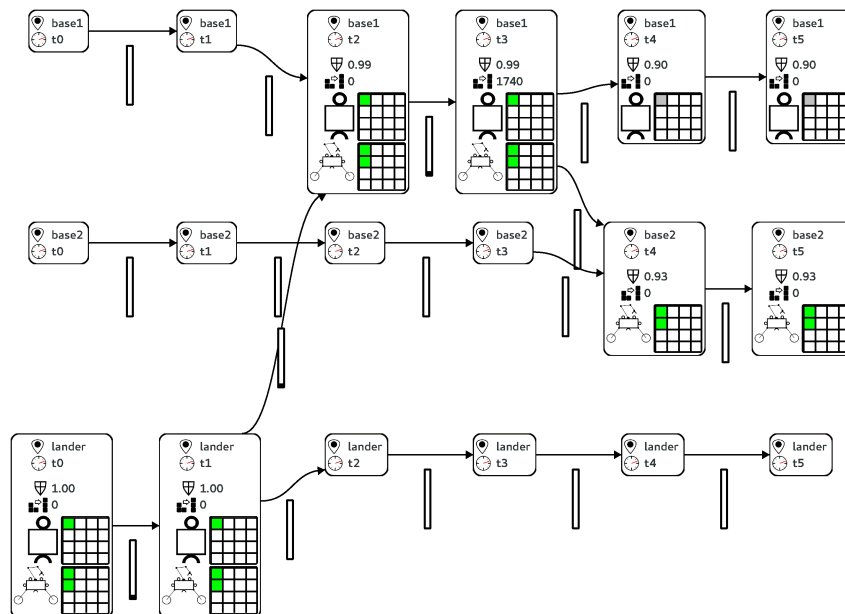 base1
t0
base1
t1
base1
t2
0.99
0
base1
t3
0.99
1740
base1
t4
0.90
0
base1
t5
0.90
0
base2
t0
base2
t1
base2
t2
base2
t3
base2
t4
0.93
0
base2
t5
0.93
0
lander
t0
1.00
0
lander
t1
1.00
0
lander
t2
lander
t3
lander
t4
lander
t5